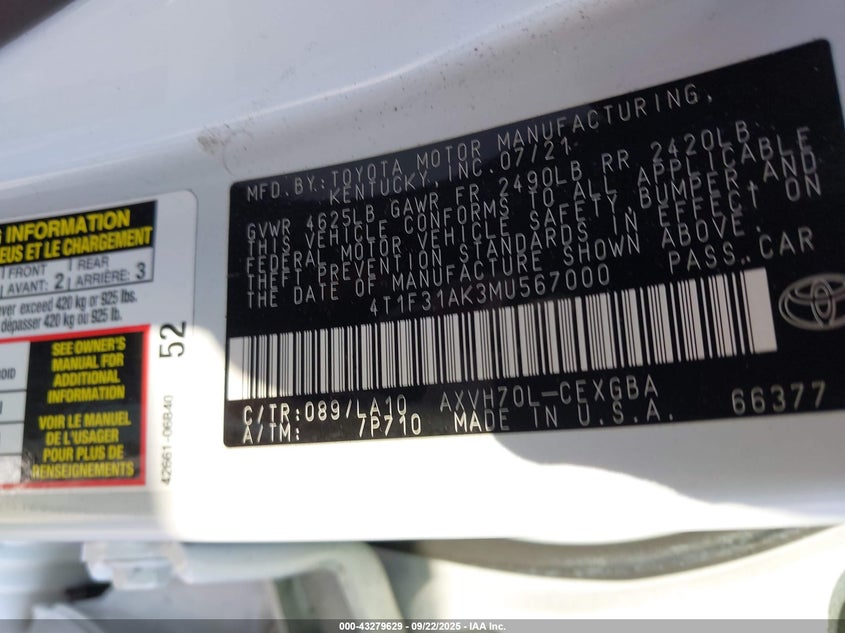 G INFORMATION
EUS ET LE CHARGEMENT
FRONT
AVANT: 2
REAR
ARRIÈRE: 3
ever exceed 420 kg or 925 lbs.
dépasser 420 kg ou 925 lb.
SEE OWNER'S
MANUAL FOR
ADDITIONAL
INFORMATION
VOIR LE MANUEL
DE L'USAGER
POUR PLUS DE
RENSEIGNEMENTS
52
42661-06B40
MFD. BY: TOYOTA MOTOR MANUFACTURING,
KENTUCKY, INC. 07/21
GVWR 4625LB GAWR FR 2490LB RR 2420LB
THIS VEHICLE CONFORMS TO ALL APPLICABLE
FEDERAL MOTOR VEHICLE SAFETY, BUMPER, AND
THEFT PREVENTION STANDARDS IN EFFECT ON
THE DATE OF MANUFACTURE SHOWN ABOVE.
4T1F31AK3MU567000 PASS. CAR
C/TR: 089/LA10 AXVH70L-CEXGBA
A/TM: 7P710 MADE IN U.S.A. 66377
000-43279629 - 09/22/2025 - IAA Inc.